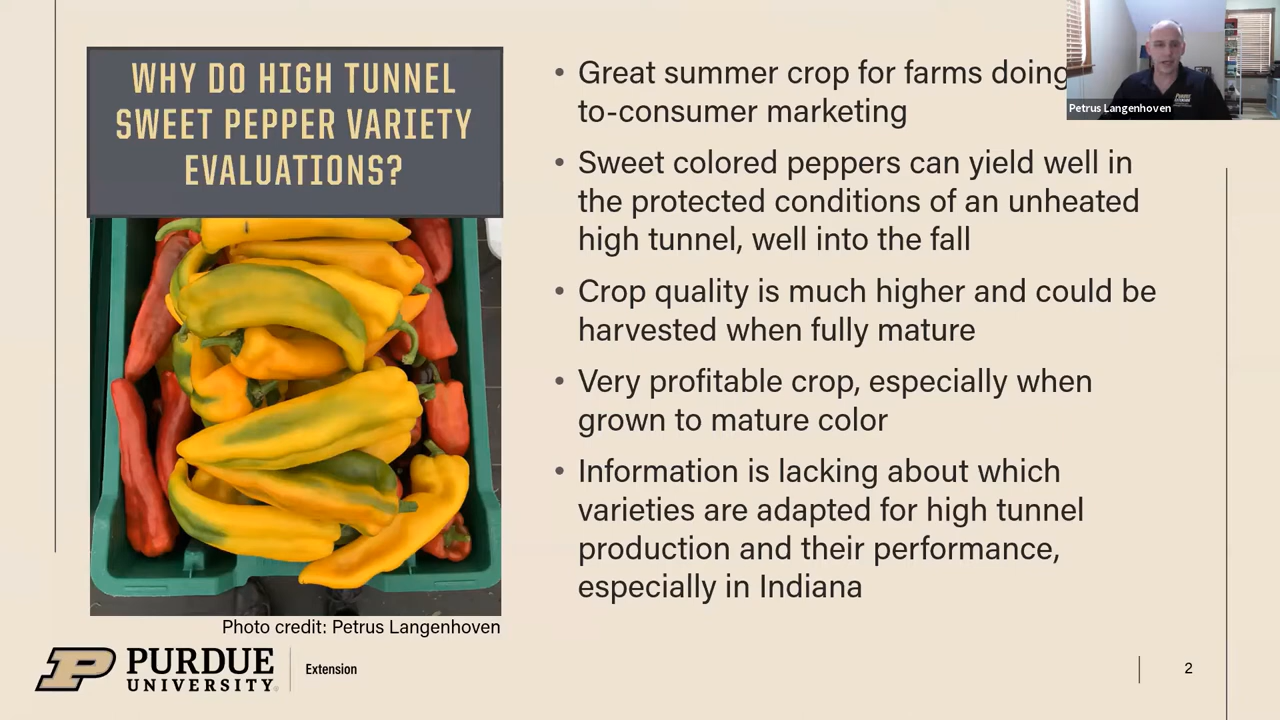 WHY DO HIGH TUNNEL
SWEET PEPPER VARIETY
EVALUATIONS?
• Great summer crop for farms doing
to-consumer marketing
• Sweet colored peppers can yield well in
the protected conditions of an unheated
high tunnel, well into the fall
• Crop quality is much higher and could be
harvested when fully mature
• Very profitable crop, especially when
grown to mature color
• Information is lacking about which
varieties are adapted for high tunnel
production and their performance,
especially in Indiana
Petrus Langenhoven
Photo credit: Petrus Langenhoven
PURDUE
UNIVERSITY
Extension
2